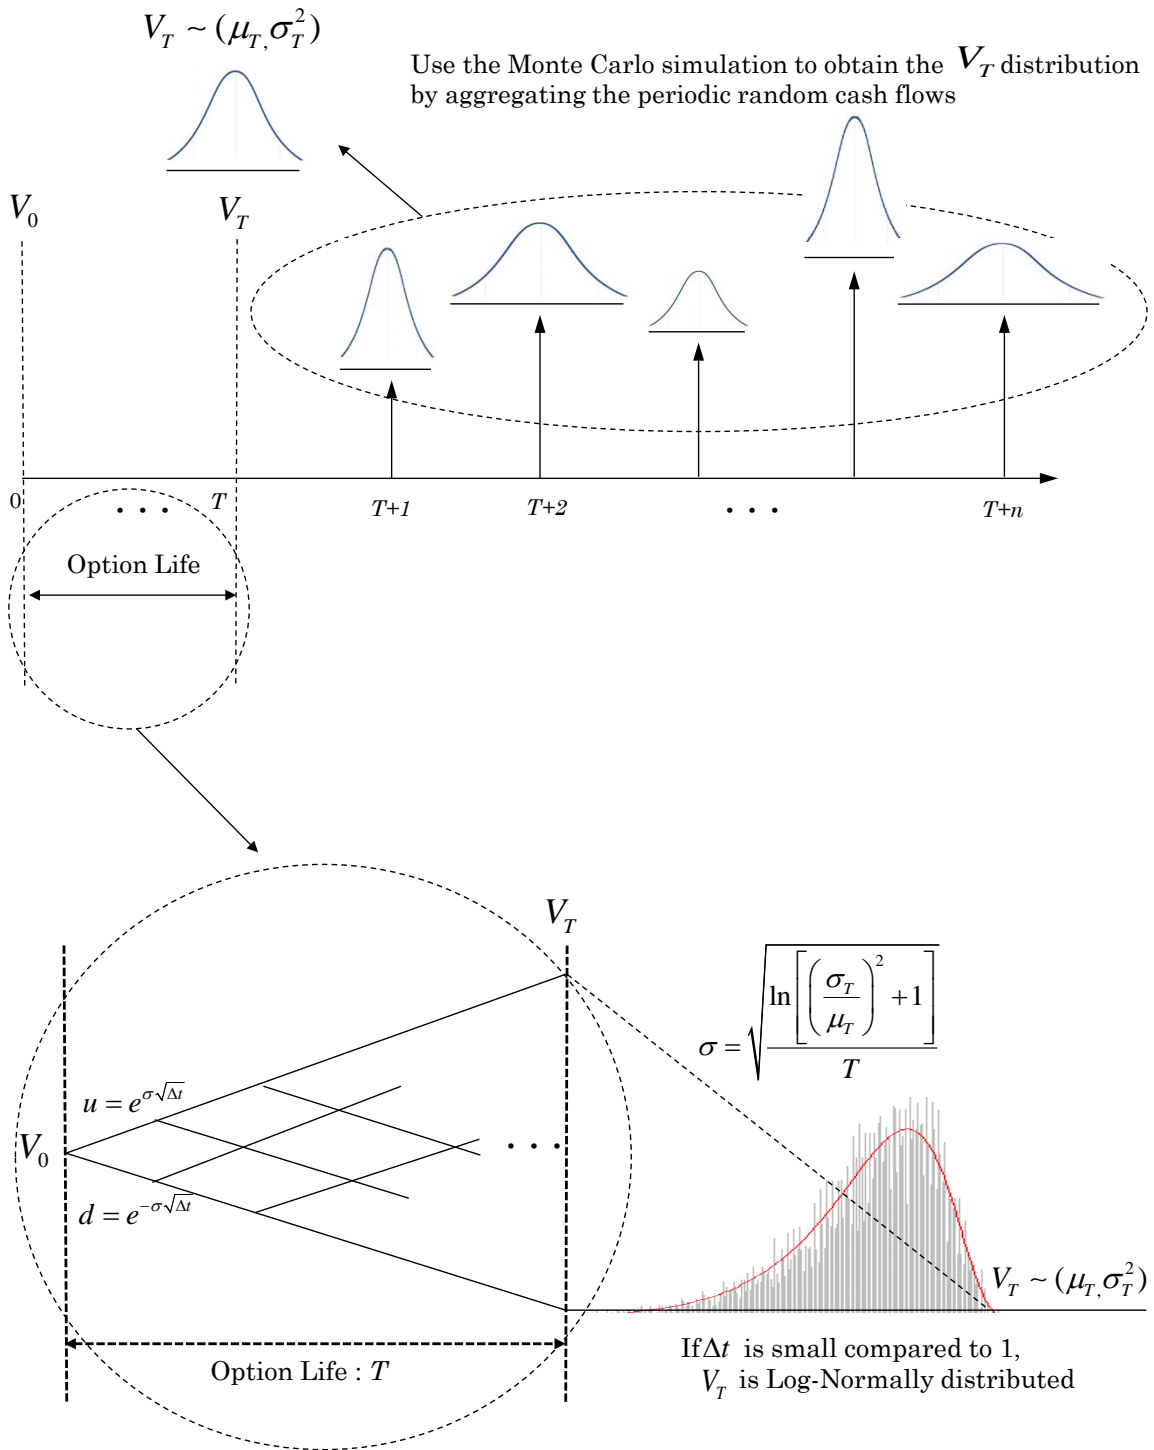 V_T ~ (μ_T, σ_T^2)
Use the Monte Carlo simulation to obtain the V_T distribution
by aggregating the periodic random cash flows
V_0
V_T
0
. . .
T
T+1
T+2
. . .
T+n
Option Life
V_T
σ = √(ln[(σ_T/μ_T)^2 + 1]/T)
u = e^{σ√Δt}
V_0
. . .
d = e^{-σ√Δt}
V_T ~ (μ_T, σ_T^2)
Option Life : T
If Δt is small compared to 1,
V_T is Log-Normally distributed